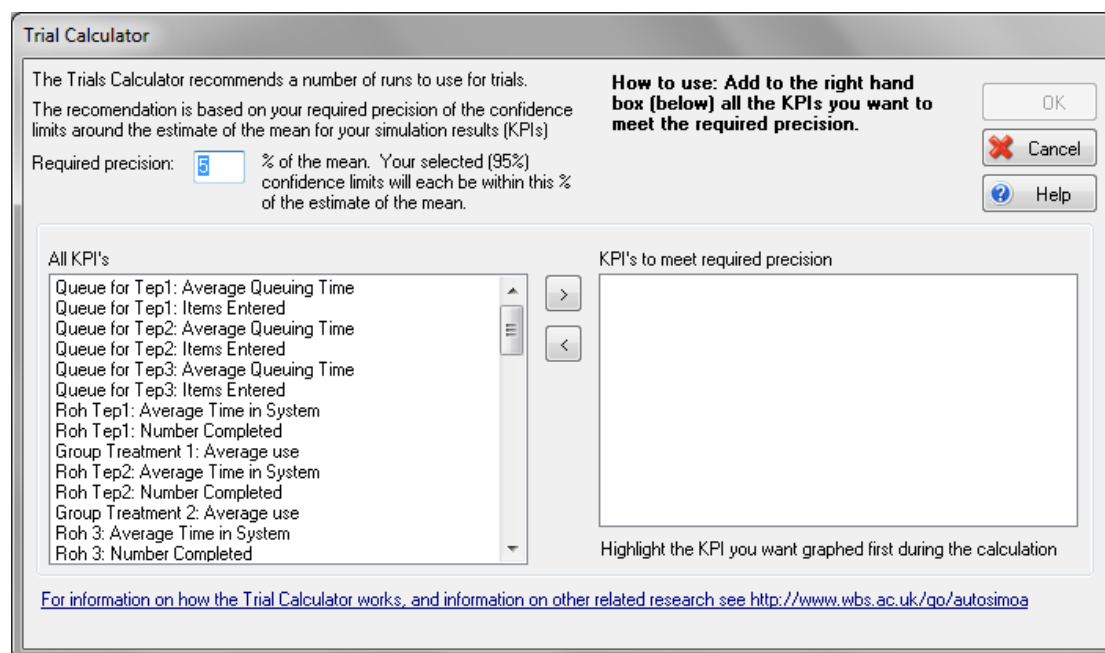 Trial Calculator
The Trials Calculator recommends a number of runs to use for trials.
The recomendation is based on your required precision of the confidence
limits around the estimate of the mean for your simulation results (KPIs)
Required precision: 5 % of the mean. Your selected (95%)
confidence limits will each be within this %
of the estimate of the mean.
How to use: Add to the right hand
box (below) all the KPIs you want to
meet the required precision.
OK
Cancel
Help
All KPI's
Queue for Tep1: Average Queuing Time
Queue for Tep1: Items Entered
Queue for Tep2: Average Queuing Time
Queue for Tep2: Items Entered
Queue for Tep3: Average Queuing Time
Queue for Tep3: Items Entered
Roh Tep1: Average Time in System
Roh Tep1: Number Completed
Group Treatment 1: Average use
Roh Tep2: Average Time in System
Roh Tep2: Number Completed
Group Treatment 2: Average use
Roh 3: Average Time in System
Roh 3: Number Completed
>
<
KPI's to meet required precision
Highlight the KPI you want graphed first during the calculation
For information on how the Trial Calculator works, and information on other related research see http://www.wbs.ac.uk/go/autosimoa